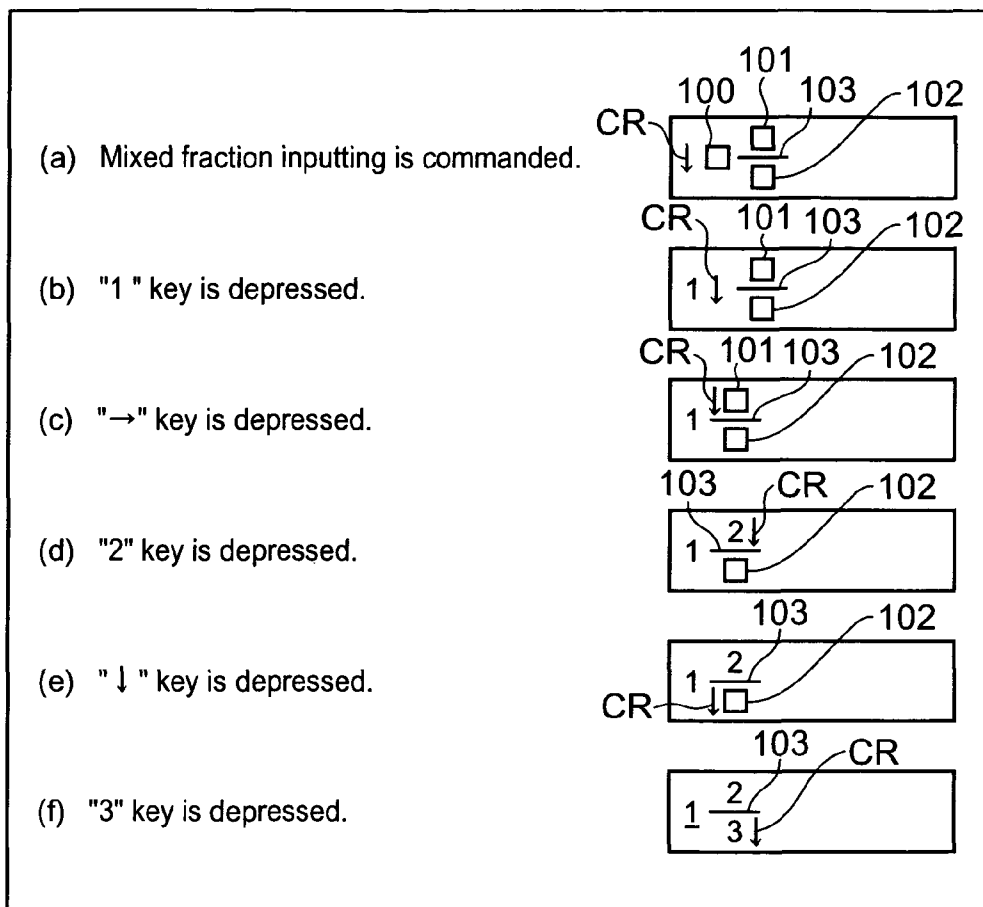 101
100 103
102
CR
(a) Mixed fraction inputting is commanded.
CR 101 103
102
(b) "1 " key is depressed. 1
CR 101 103
102
(c) "→" key is depressed. 1
103 CR
102
(d) "2" key is depressed. 1 2
103
102
(e) " ↓ " key is depressed. 1 2
CR
103 CR
(f) "3" key is depressed. 1 2
3